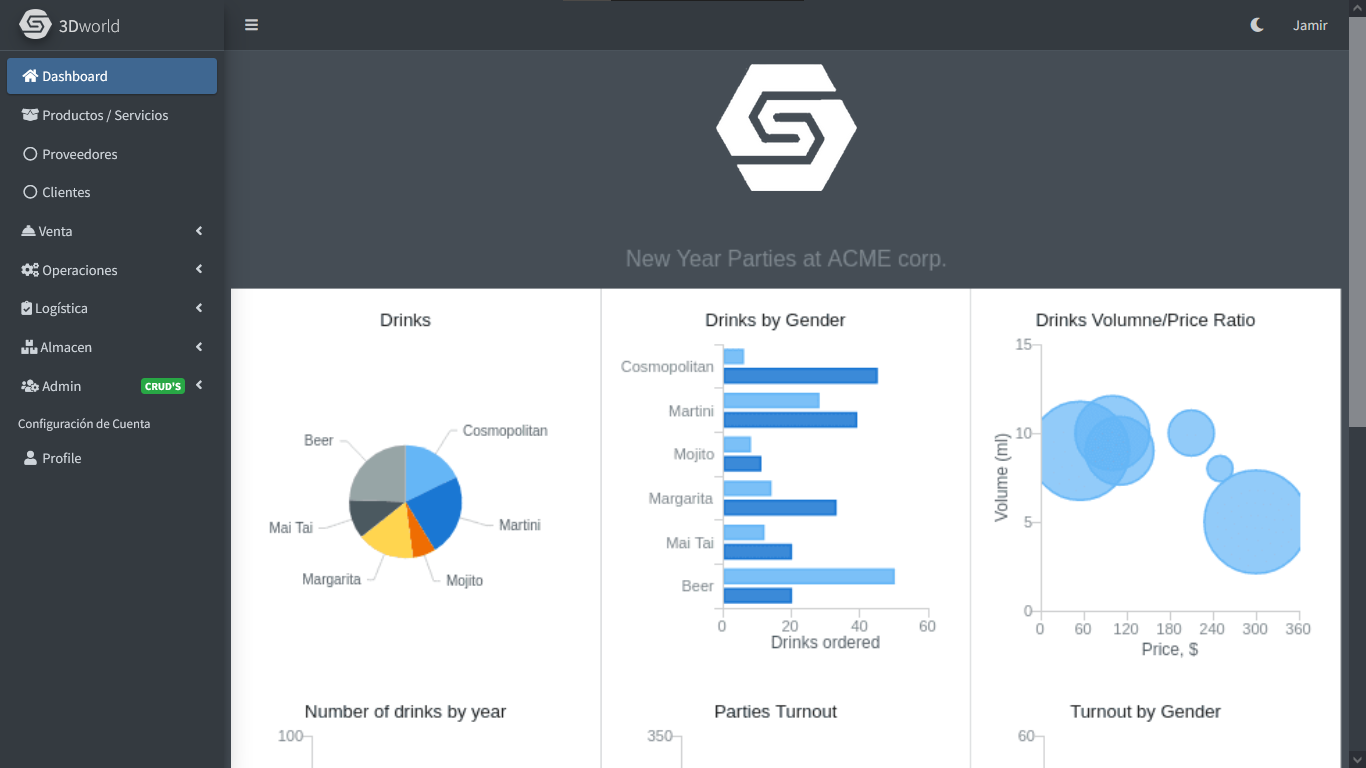 3Dworld
Jamir
Dashboard
Productos / Servicios
Proveedores
Clientes
Venta
Operaciones
Logística
Almacen
Admin CRUD'S
Configuración de Cuenta
Profile
New Year Parties at ACME corp.
Drinks
Beer
Cosmopolitan
Mai Tai
Martini
Margarita
Mojito
Drinks by Gender
Cosmopolitan
Martini
Mojito
Margarita
Mai Tai
Beer
0 20 40 60
Drinks ordered
Drinks Volumne/Price Ratio
15
10
5
0
Volume (ml)
0 60 120 180 240 300 360
Price, $
Number of drinks by year
100
Parties Turnout
350
Turnout by Gender
60